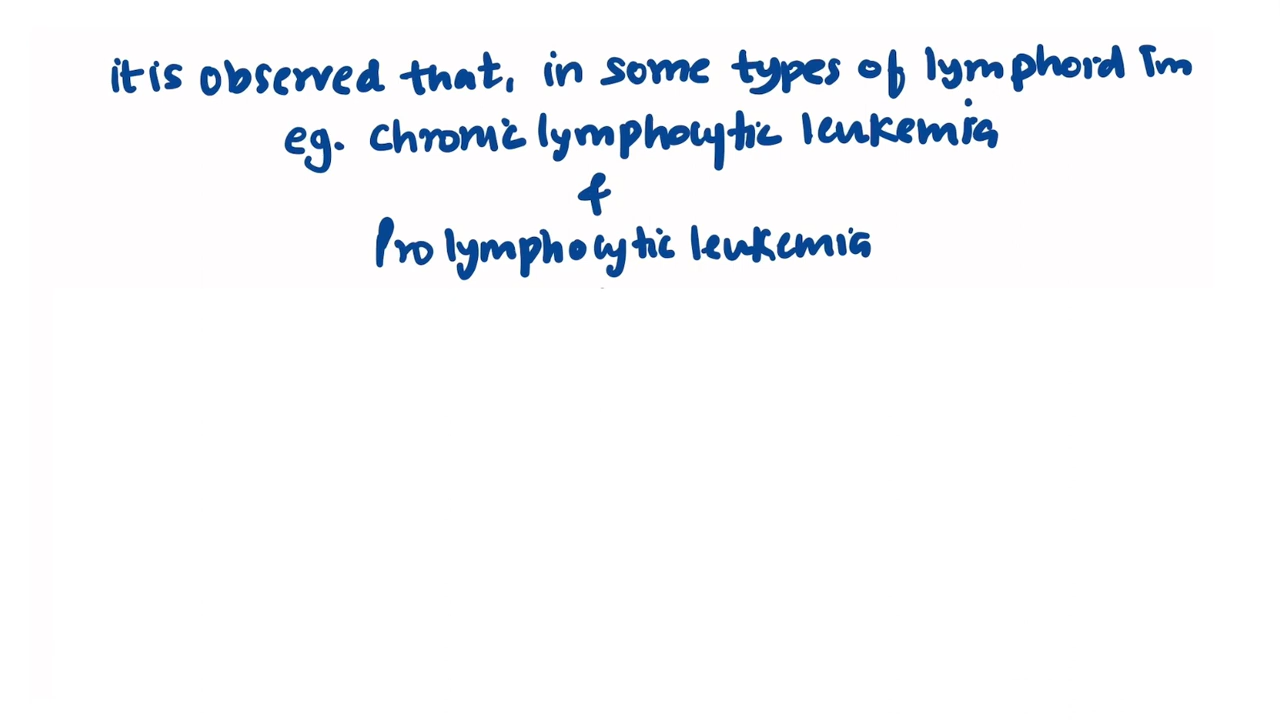 it is observed that, in some types of lymphoid Tm
eg. chronic lymphocytic leukemia
&
Prolymphocytic leukemia